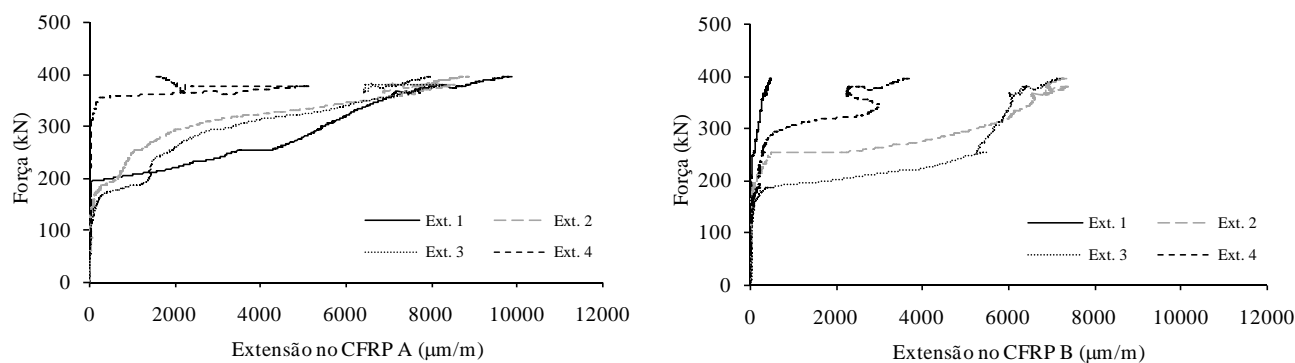 500
400
300
200
100
0
Força (kN)
Ext. 1 Ext. 2
Ext. 3 Ext. 4
0 2000 4000 6000 8000 10000 12000
Extensão no CFRP A (μm/m)
500
400
300
200
100
0
Força (kN)
Ext. 1 Ext. 2
Ext. 3 Ext. 4
0 2000 4000 6000 8000 10000 12000
Extensão no CFRP B (μm/m)